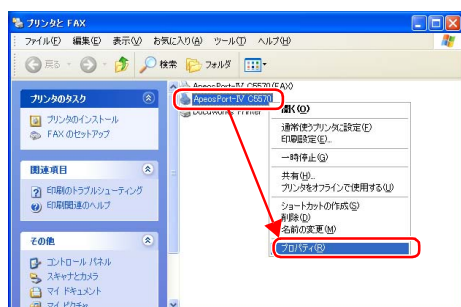 プリンタと FAX
ファイル(F) 編集(E) 表示(V) お気に入り(A) ツール(T) ヘルプ(H)
戻る 検索 フォルダ
プリンタのタスク
プリンタのインストール
FAX のセットアップ
関連項目
印刷のトラブルシューティング
印刷関連のヘルプ
その他
コントロール パネル
スキャナとカメラ
マイ ドキュメント
マイ ピクチャ
ApeosPort-IV C5570(FAX)
ApeosPort-IV C5570
DocuWorks Printer
開く(O)
通常使うプリンタに設定(F)
印刷設定(E)...
一時停止(G)
共有(H)...
プリンタをオフラインで使用する(U)
ショートカットの作成(S)
削除(D)
名前の変更(M)
プロパティ(R)